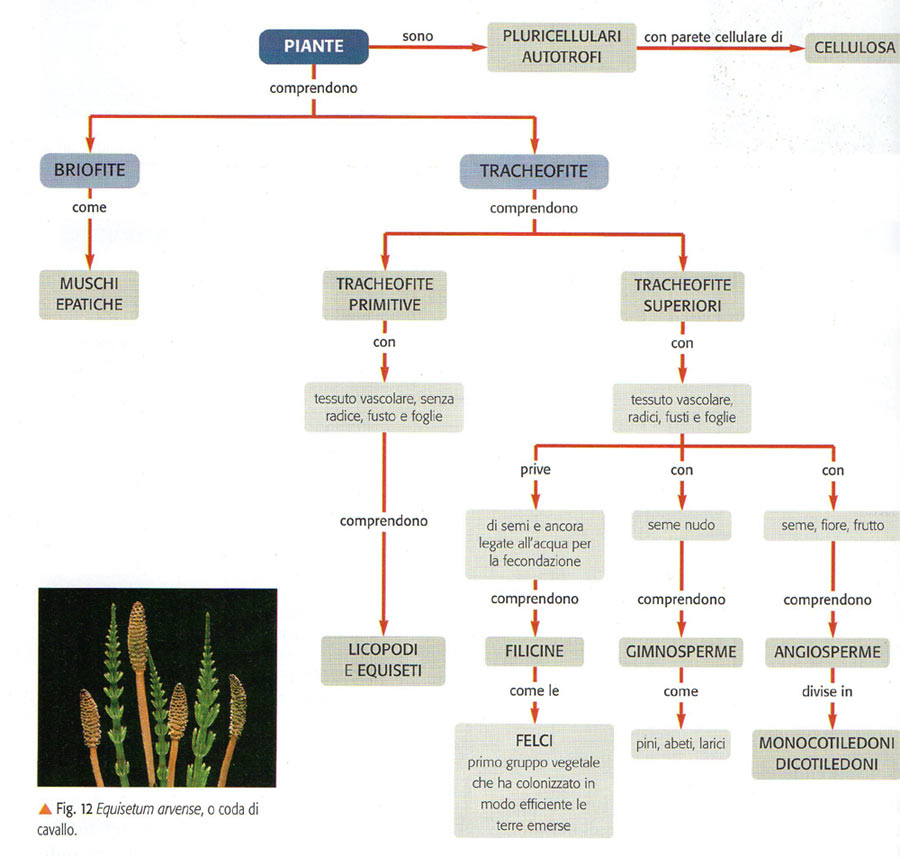 PIANTE
sono
PLURICELLULARI
AUTOTROFI
con parete cellulare di
CELLULOSA
comprendono
BRIOFITE
TRACHEOFITE
come
comprendono
MUSCHI
EPATICHE
TRACHEOFITE
PRIMITIVE
TRACHEOFITE
SUPERIORI
con
con
tessuto vascolare, senza
radice, fusto e foglie
tessuto vascolare,
radici, fusti e foglie
prive
con
con
comprendono
di semi e ancora
legate all'acqua per
la fecondazione
seme nudo
seme, fiore, frutto
comprendono
comprendono
comprendono
LICOPODI
E EQUISETI
FILICINE
GIMNOSPERME
ANGIOSPERME
come le
come
divise in
FELCI
primo gruppo vegetale
che ha colonizzato in
modo efficiente le
terre emerse
pini, abeti, larici
MONOCOTILEDONI
DICOTILEDONI
▲ Fig. 12 Equisetum arvense, o coda di
cavallo.